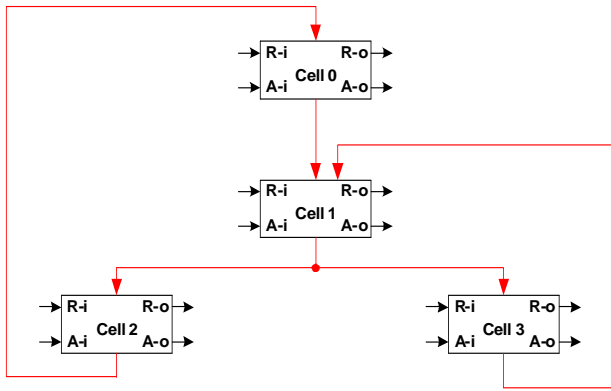 R-i R-o
Cell 0
A-i A-o
R-i R-o
Cell 1
A-i A-o
R-i R-o
Cell 2
A-i A-o
R-i R-o
Cell 3
A-i A-o